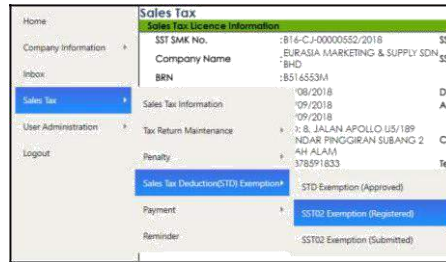 Home
Company Information
Inbox
Sales Tax
User Administration
Logout
Sales Tax
Sales Tax Licence Information
SST SMK No. :B16-CJ-00000552/2018
Company Name :EURASIA MARKETING & SUPPLY SDN
BHD
BRN :B516553M
/08/2018
/09/2018
/09/2018
8, JALAN APOLLO U5/189
NDAR PINGGIRAN SUBANG 2
AH ALAM
378591833
Sales Tax Information
Tax Return Maintenance
Penalty
Sales Tax Deduction(STD) Exemption
Payment
Reminder
STD Exemption (Approved)
SST02 Exemption (Registered)
SST02 Exemption (Submitted)